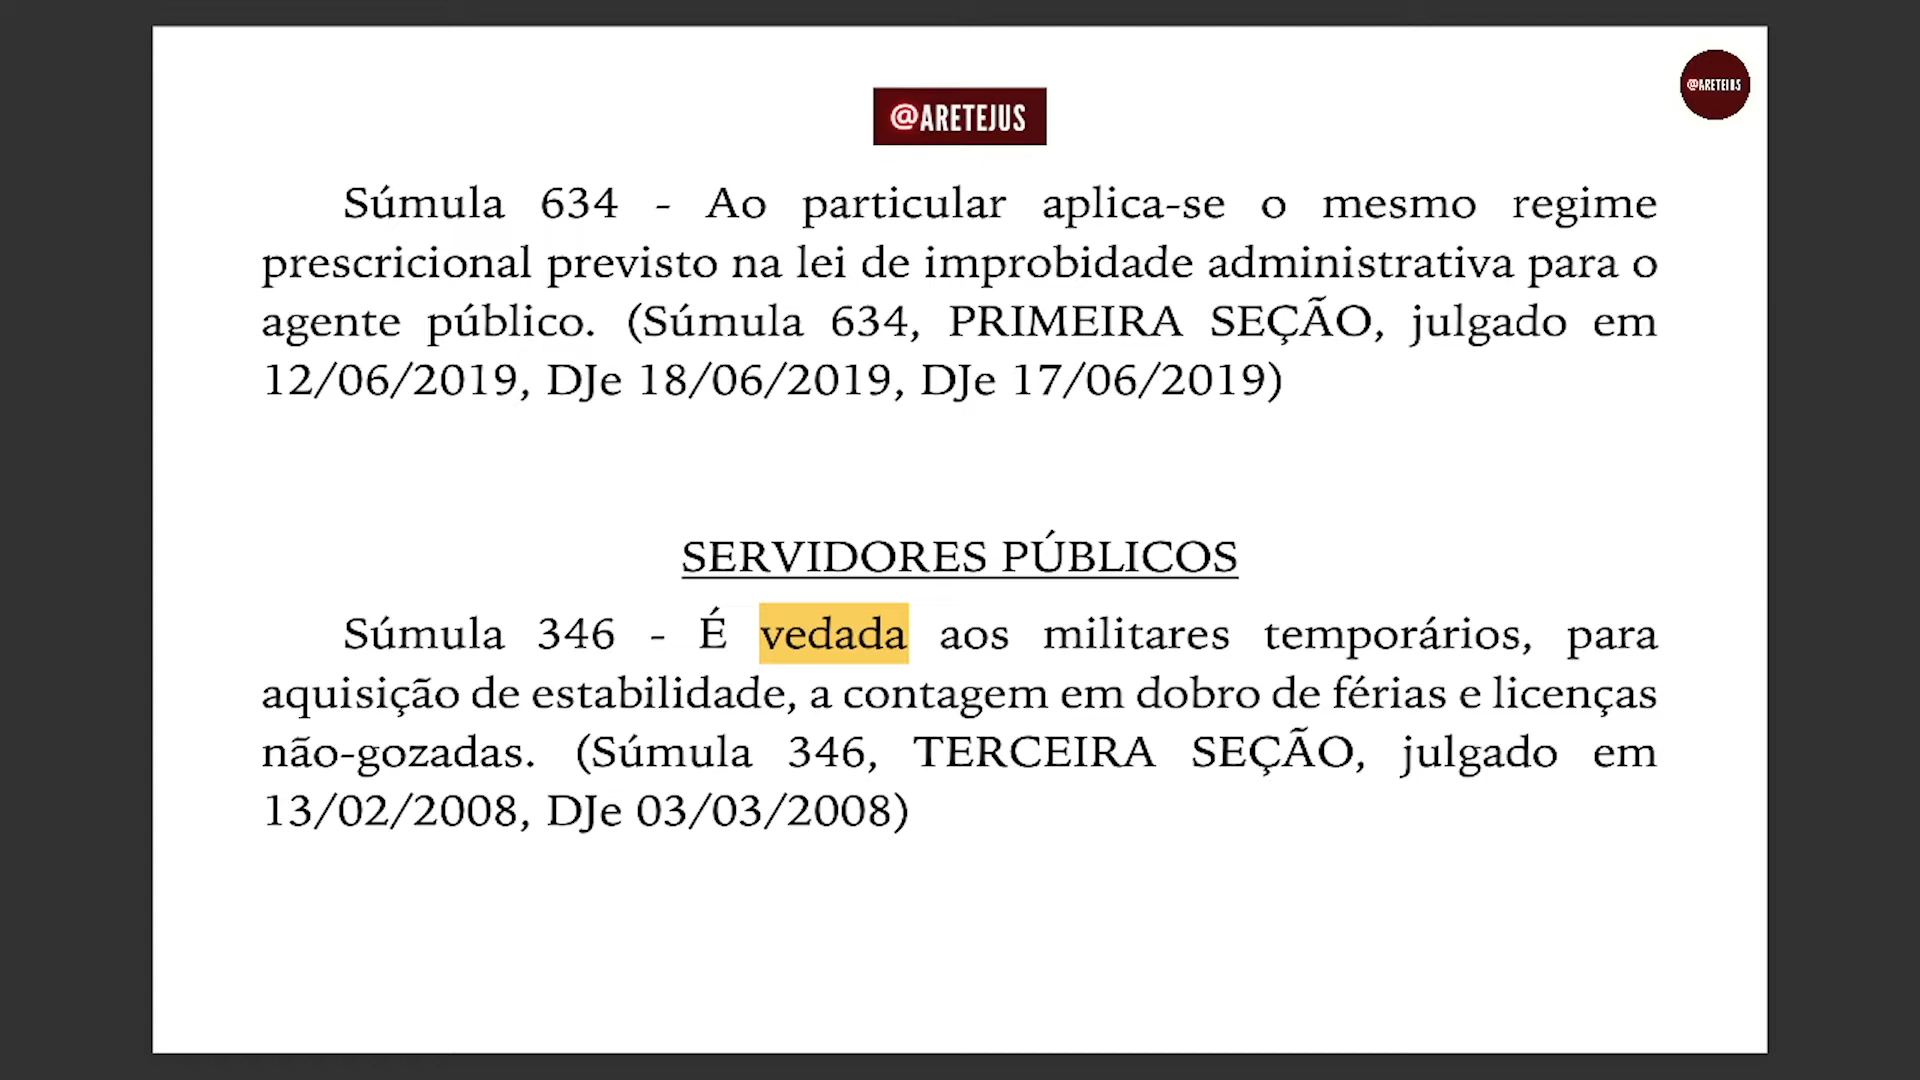 @ARETEJUS
@ARETEJUS
Súmula 634 - Ao particular aplica-se o mesmo regime
prescricional previsto na lei de improbidade administrativa para o
agente público. (Súmula 634, PRIMEIRA SEÇÃO, julgado em
12/06/2019, DJe 18/06/2019, DJe 17/06/2019)
SERVIDORES PÚBLICOS
Súmula 346 - É vedada aos militares temporários, para
aquisição de estabilidade, a contagem em dobro de férias e licenças
não-gozadas. (Súmula 346, TERCEIRA SEÇÃO, julgado em
13/02/2008, DJe 03/03/2008)